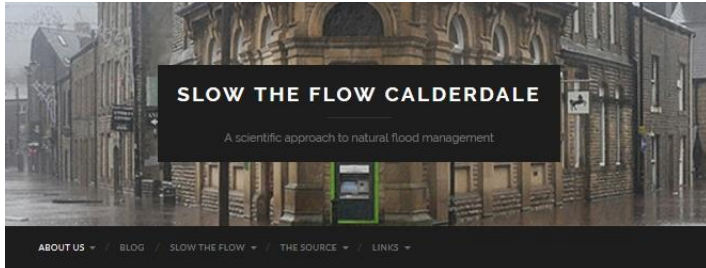 SLOW THE FLOW CALDERDALE
A scientific approach to natural flood management
ABOUT US / BLOG / SLOW THE FLOW / THE SOURCE / LINKS